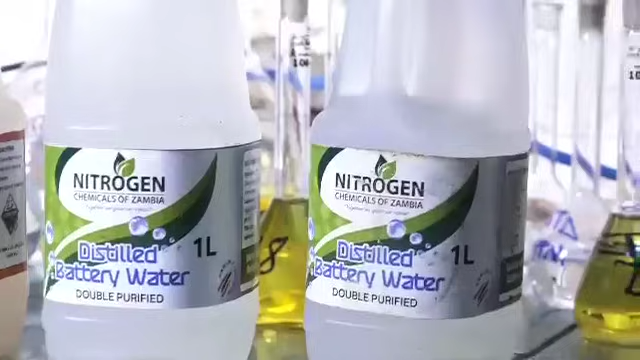 NITROGEN
CHEMICALS OF ZAMBIA
Distilled
Battery Water
1L
DOUBLE PURIFIED
NITROGEN
CHEMICALS OF ZAMBIA
Distilled
Battery Water
1L
DOUBLE PURIFIED